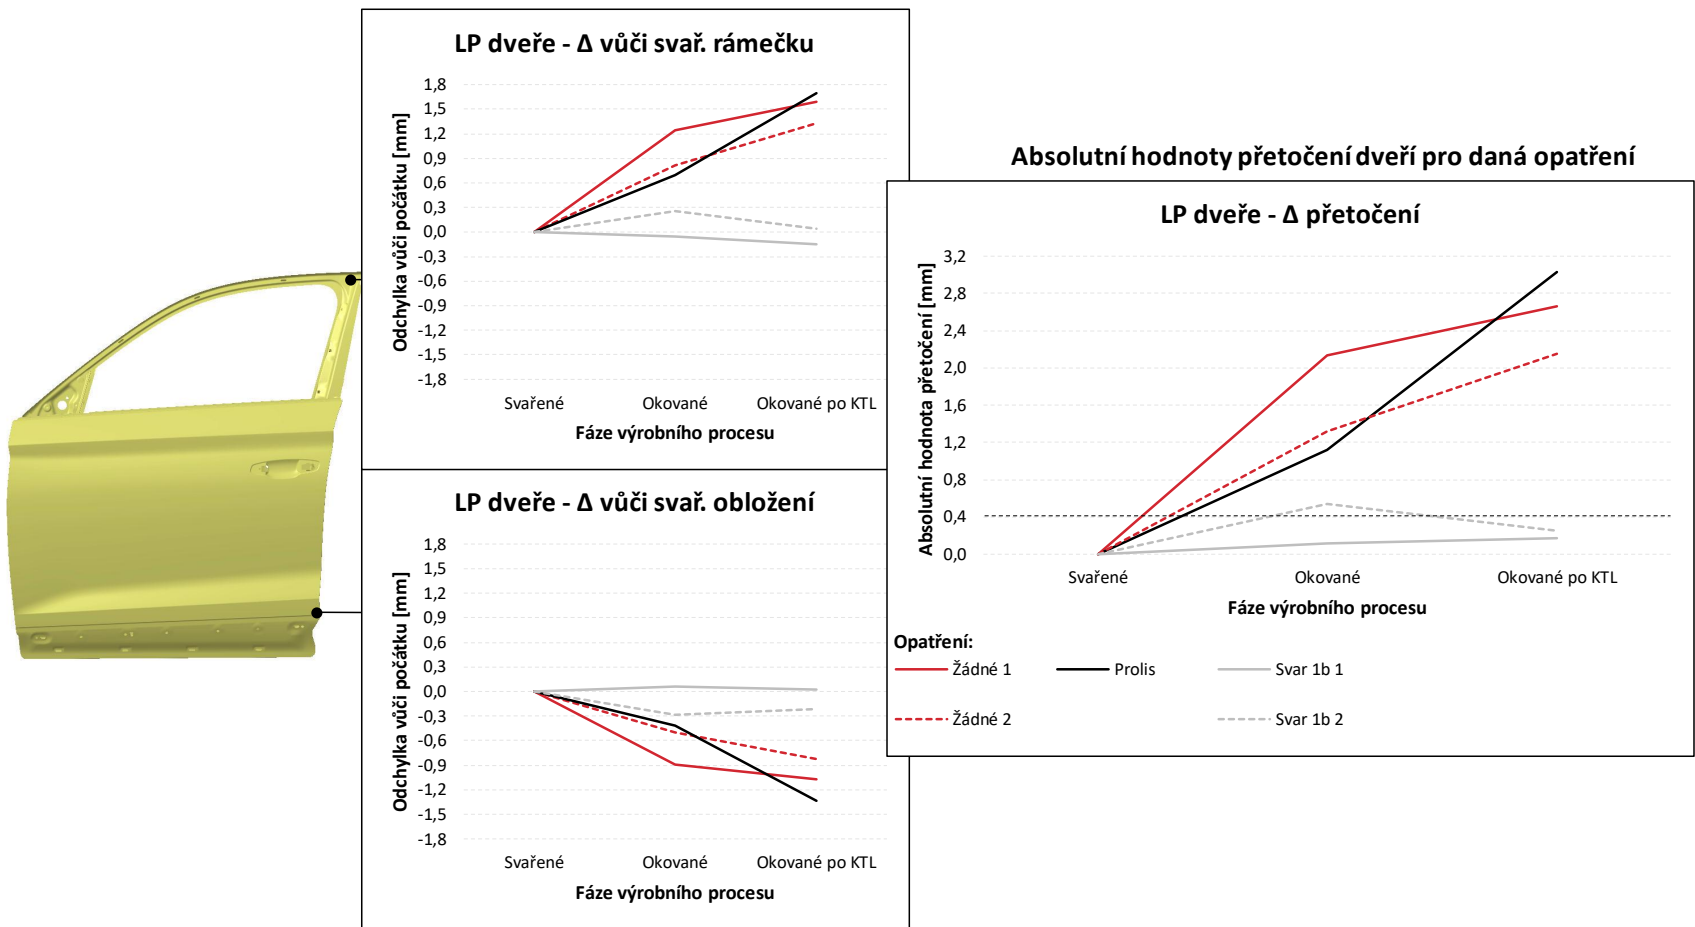 LP dveře - Δ vůči svař. rámečku
Odchylka vůči počátku [mm]
1,8
1,5
1,2
0,9
0,6
0,3
0,0
-0,3
-0,6
-0,9
-1,2
-1,5
-1,8
Svařené Okované Okované po KTL
Fáze výrobního procesu
LP dveře - Δ vůči svař. obložení
Odchylka vůči počátku [mm]
1,8
1,5
1,2
0,9
0,6
0,3
0,0
-0,3
-0,6
-0,9
-1,2
-1,5
-1,8
Svařené Okované Okované po KTL
Fáze výrobního procesu
Absolutní hodnoty přetočení dveří pro daná opatření
LP dveře - Δ přetočení
Absolutní hodnota přetočení [mm]
3,2
2,8
2,4
2,0
1,6
1,2
0,8
0,4
0,0
Svařené Okované Okované po KTL
Fáze výrobního procesu
Opatření:
Žádné 1 Prolis Svar 1b 1
Žádné 2 Svar 1b 2